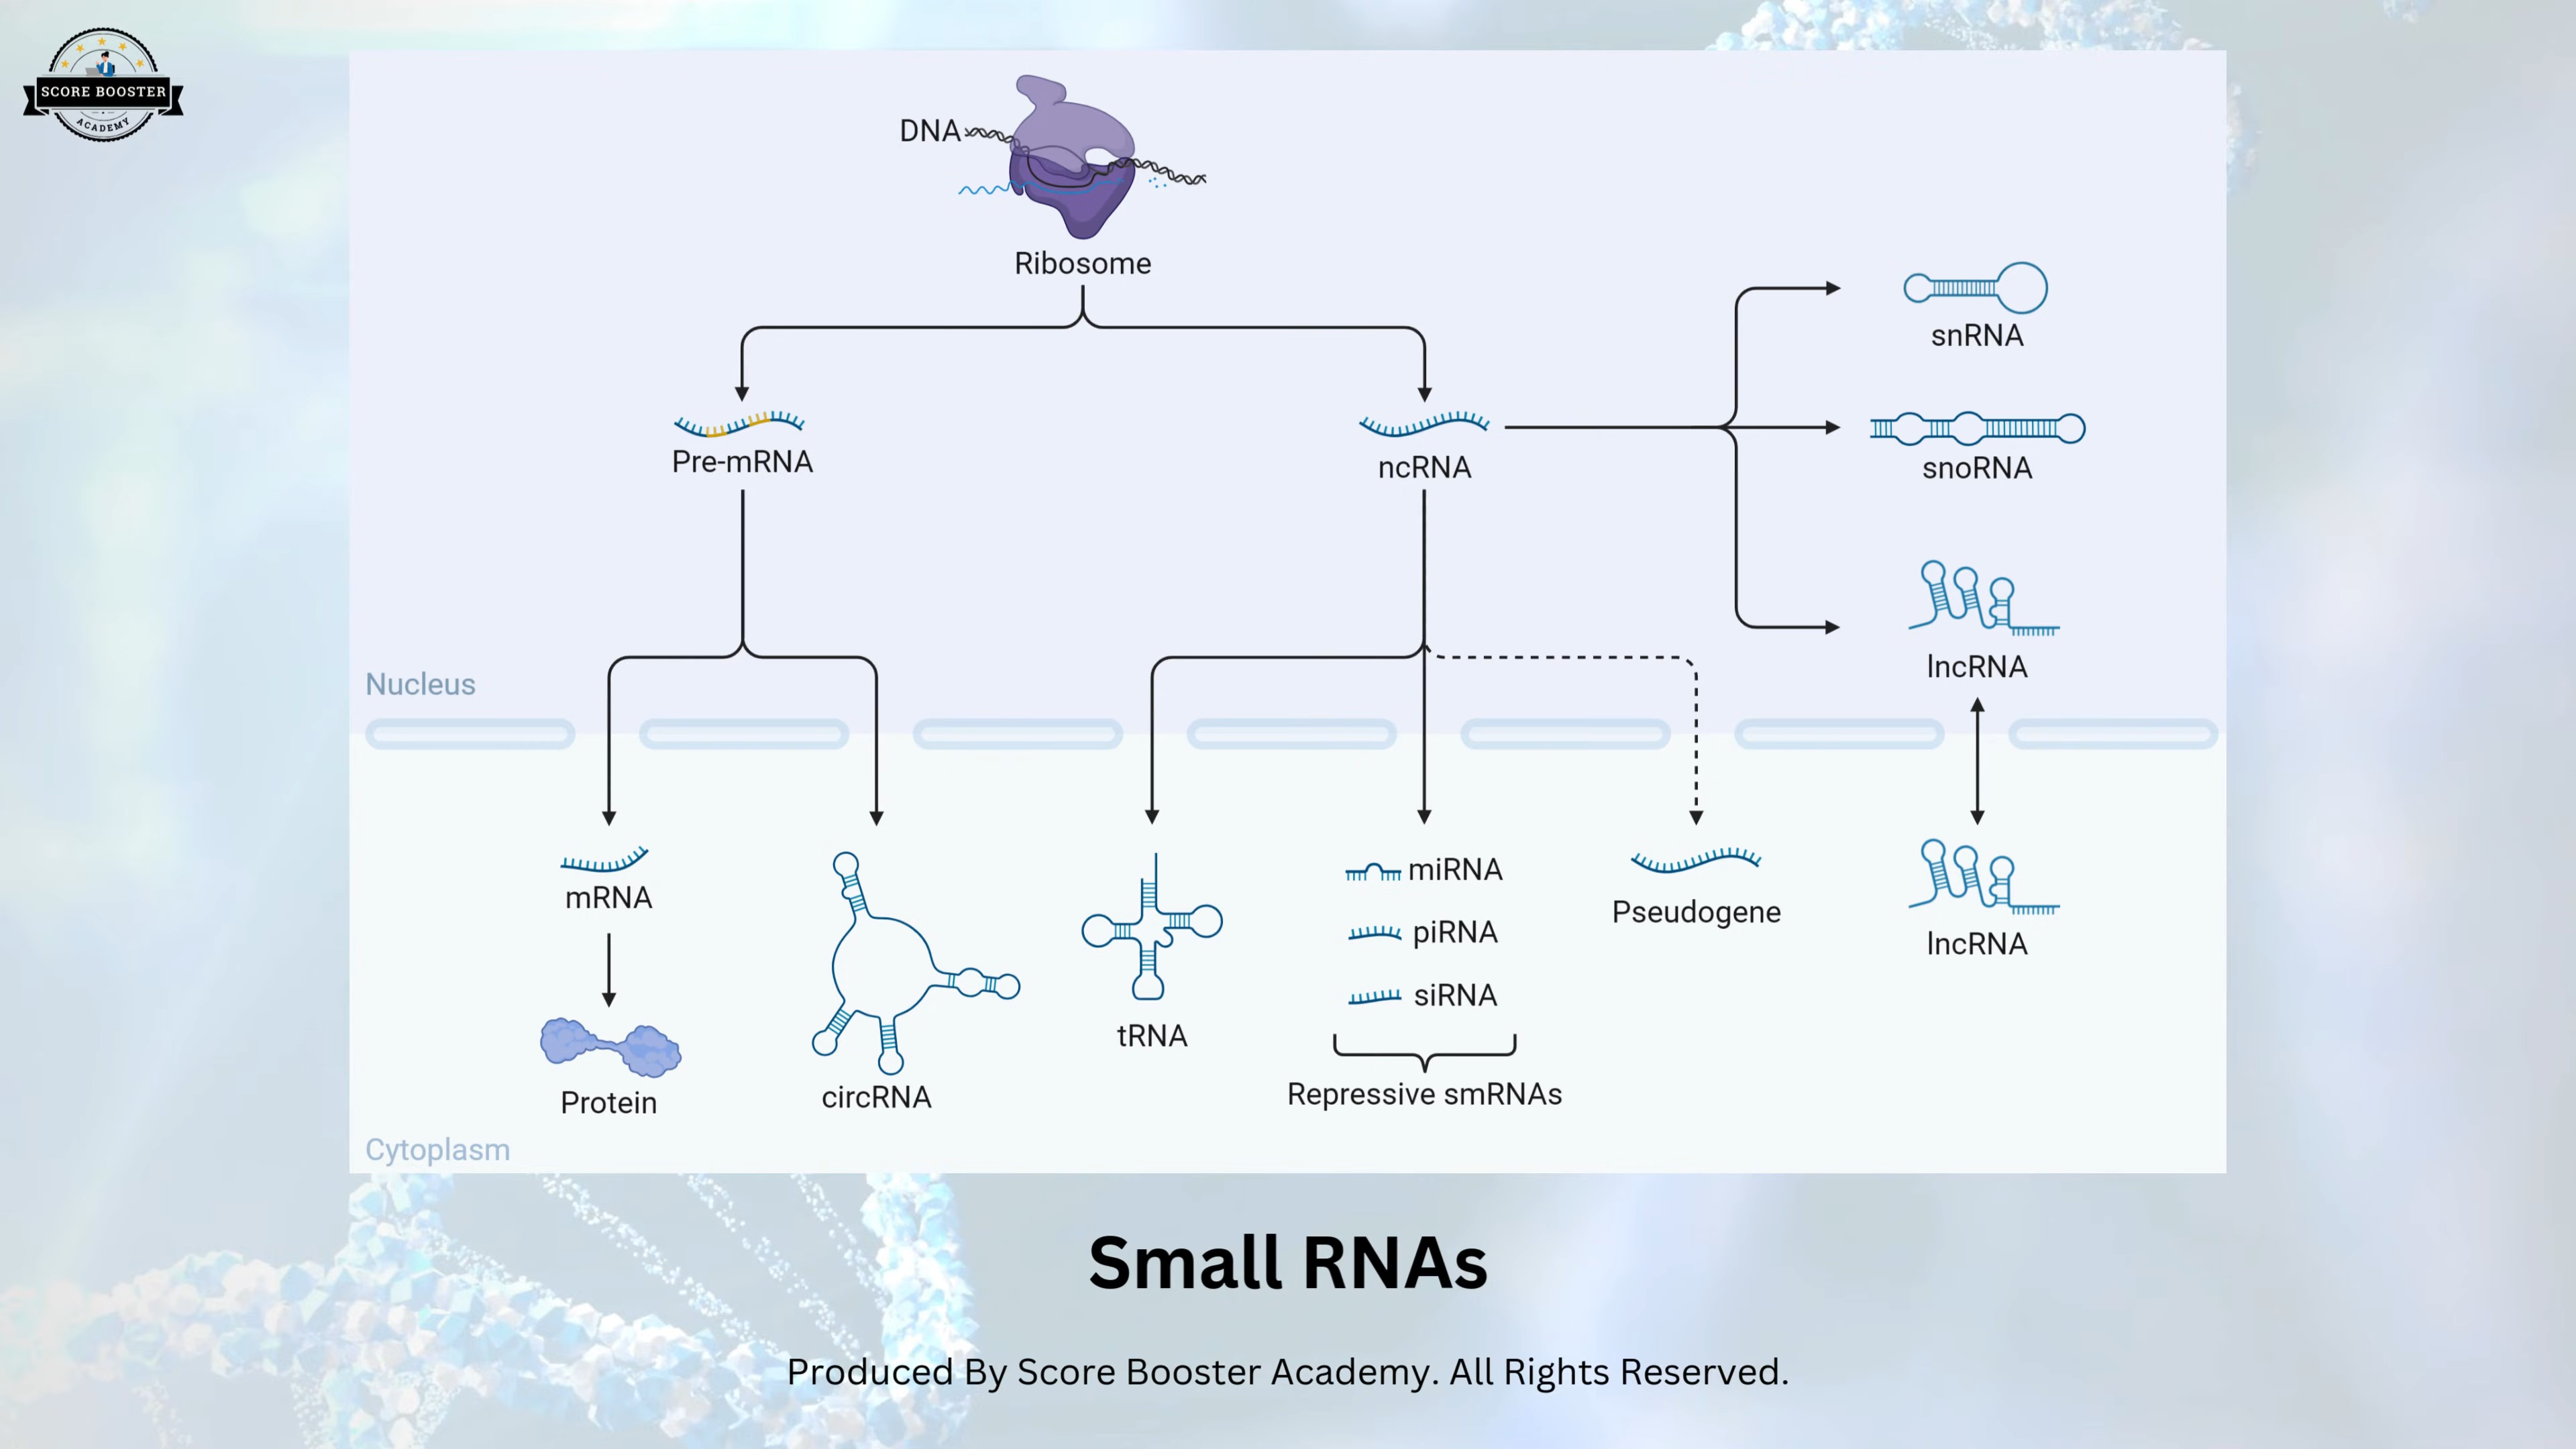 SCORE BOOSTER
ACADEMY
DNA
Ribosome
snRNA
Pre-mRNA
ncRNA
snoRNA
lncRNA
Nucleus
mRNA
miRNA
Pseudogene
piRNA
lncRNA
siRNA
tRNA
Protein
circRNA
Repressive smRNAs
Cytoplasm
Small RNAs
Produced By Score Booster Academy. All Rights Reserved.